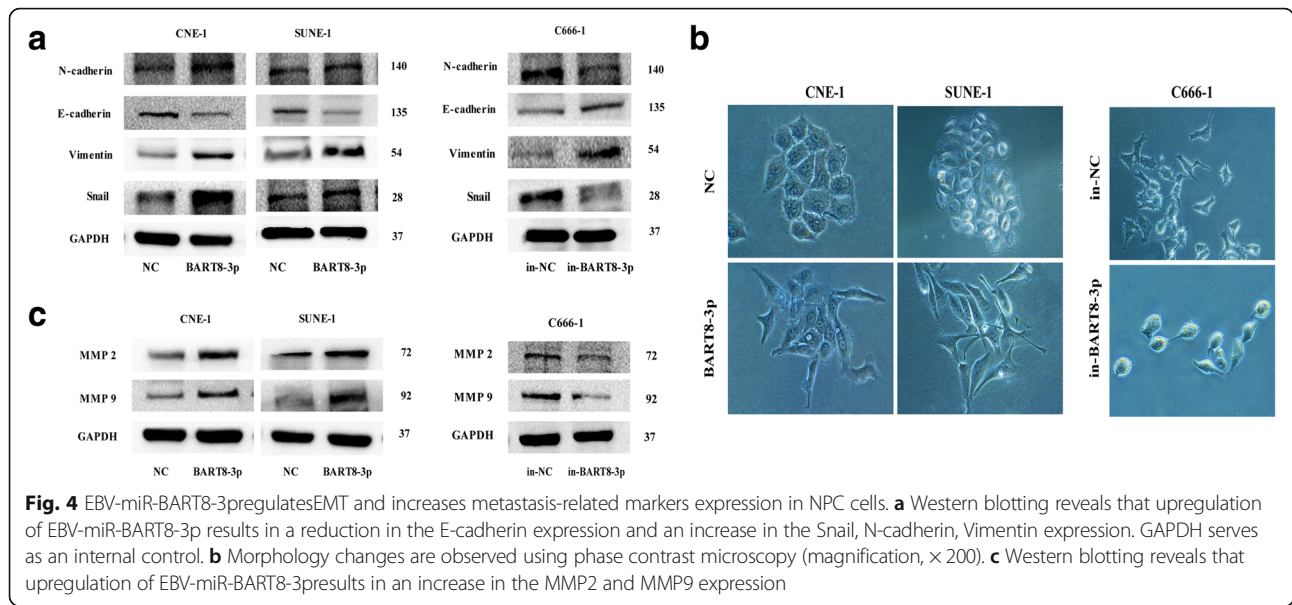 a
CNE-1 SUNE-1 C666-1
N-cadherin 140 N-cadherin 140
E-cadherin 135 E-cadherin 135
Vimentin 54 Vimentin 54
Snail 28 Snail 28
GAPDH 37 GAPDH 37
NC BART8-3p NC BART8-3p in-NC in-BART8-3p
b
CNE-1 SUNE-1 C666-1
NC in-NC
BART8-3p in-BART8-3p
c
CNE-1 SUNE-1 C666-1
MMP 2 72 MMP 2 72
MMP 9 92 MMP 9 92
GAPDH 37 GAPDH 37
NC BART8-3p NC BART8-3p in-NC in-BART8-3p
Fig. 4 EBV-miR-BART8-3pregulatesEMT and increases metastasis-related markers expression in NPC cells. a Western blotting reveals that upregulation
of EBV-miR-BART8-3p results in a reduction in the E-cadherin expression and an increase in the Snail, N-cadherin, Vimentin expression. GAPDH serves
as an internal control. b Morphology changes are observed using phase contrast microscopy (magnification, × 200). c Western blotting reveals that
upregulation of EBV-miR-BART8-3presults in an increase in the MMP2 and MMP9 expression